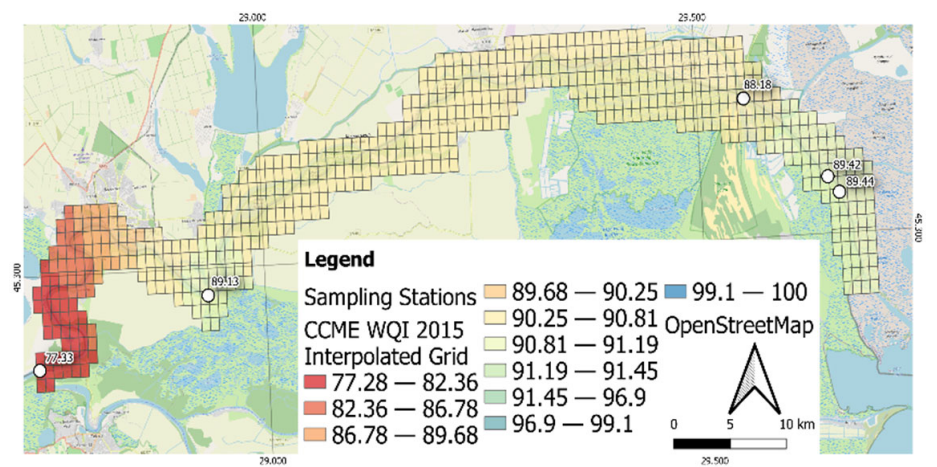 29.000
29.500
88.18
89.42
89.44
45.300
45.300
89.13
77.33
Legend
Sampling Stations
CCME WQI 2015
Interpolated Grid
77.28 — 82.36
82.36 — 86.78
86.78 — 89.68
89.68 — 90.25
90.25 — 90.81
90.81 — 91.19
91.19 — 91.45
91.45 — 96.9
96.9 — 99.1
99.1 — 100
OpenStreetMap
0 5 10 km
29.000
29.500